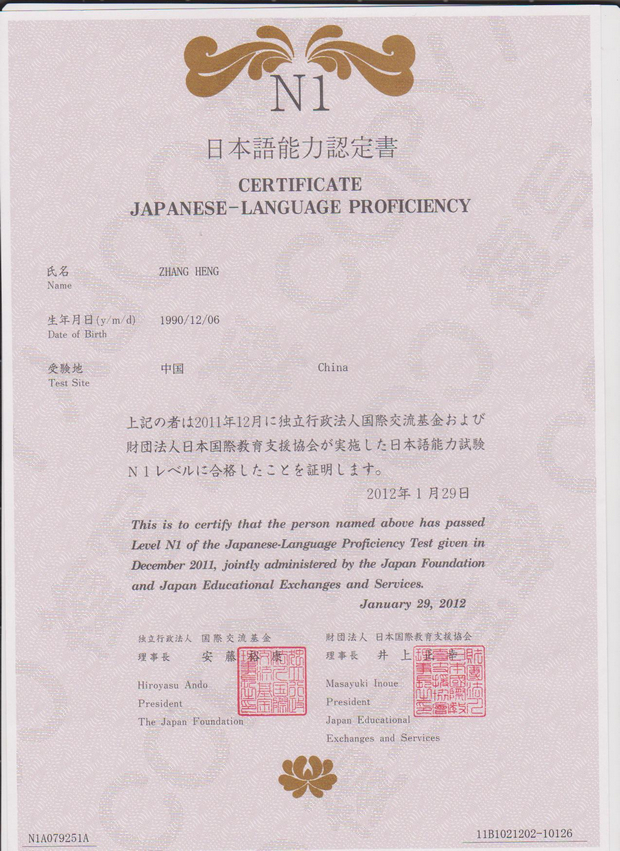 N1
日本語能力認定書
CERTIFICATE
JAPANESE-LANGUAGE PROFICIENCY
氏名 ZHANG HENG
Name
生年月日(y/m/d) 1990/12/06
Date of Birth
受験地 中国 China
Test Site
上記の者は2011年12月に独立行政法人国際交流基金および
財団法人日本国際教育支援協会が実施した日本語能力試験
N1レベルに合格したことを証明します。
2012年1月29日
This is to certify that the person named above has passed
Level N1 of the Japanese-Language Proficiency Test given in
December 2011, jointly administered by the Japan Foundation
and Japan Educational Exchanges and Services.
January 29, 2012
独立行政法人 国際交流基金
理事長 安藤裕康
Hiroyasu Ando
President
The Japan Foundation
財団法人 日本国際教育支援協会
理事長 井上正幸
Masayuki Inoue
President
Japan Educational
Exchanges and Services
N1A079251A
11B1021202-10126